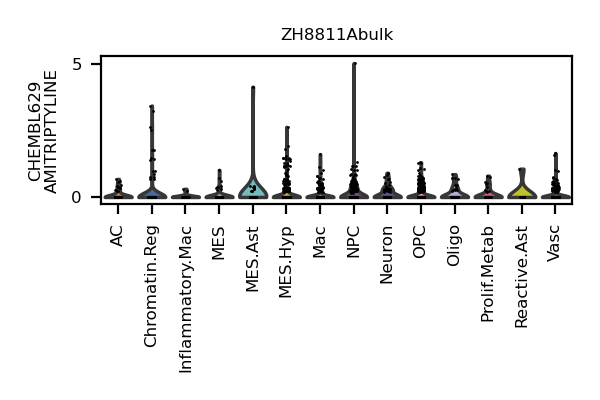 ZH8811Abulk
CHEMBL629
AMITRIPTYLINE
5
0
AC
Chromatin.Reg
Inflammatory.Mac
MES
MES.Ast
MES.Hyp
Mac
NPC
Neuron
OPC
Oligo
Prolif.Metab
Reactive.Ast
Vasc